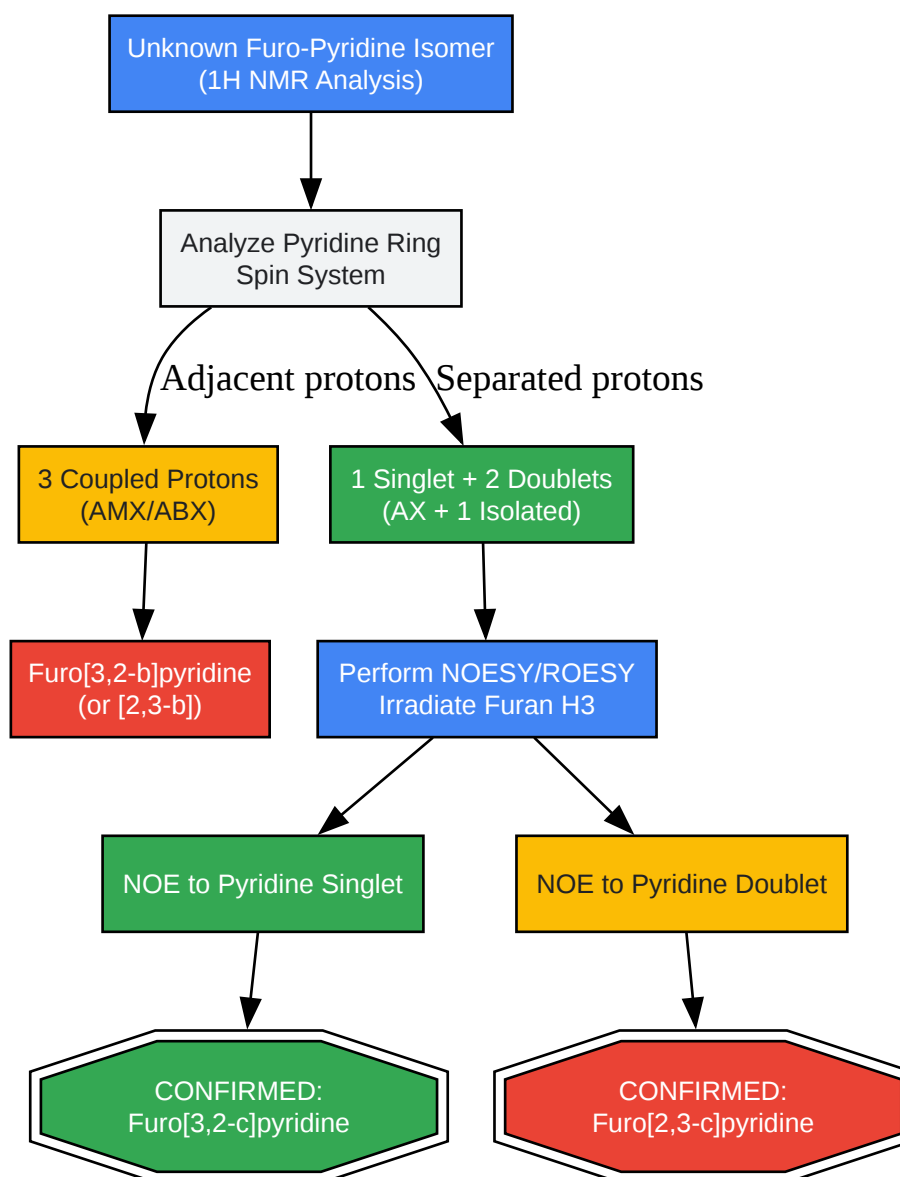 Unknown Furo-Pyridine Isomer
(1H NMR Analysis)
Analyze Pyridine Ring
Spin System
Adjacent protons
Separated protons
3 Coupled Protons
(AMX/ABX)
1 Singlet + 2 Doublets
(AX + 1 Isolated)
Furo[3,2-b]pyridine
(or [2,3-b])
Perform NOESY/ROESY
Irradiate Furan H3
NOE to Pyridine Singlet
NOE to Pyridine Doublet
CONFIRMED:
Furo[3,2-c]pyridine
CONFIRMED:
Furo[2,3-c]pyridine